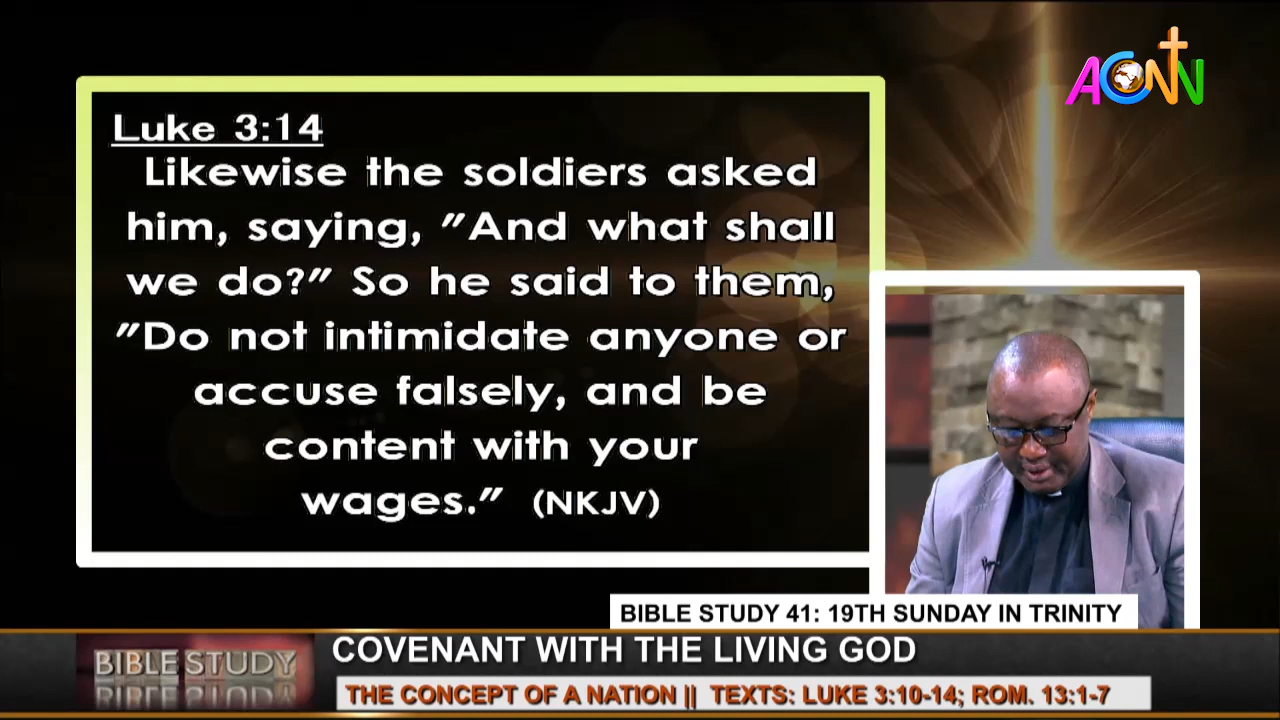 ACNN
Luke 3:14
Likewise the soldiers asked
him, saying, "And what shall
we do?" So he said to them,
"Do not intimidate anyone or
accuse falsely, and be
content with your
wages." (NKJV)
BIBLE STUDY 41: 19TH SUNDAY IN TRINITY
BIBLE STUDY
COVENANT WITH THE LIVING GOD
THE CONCEPT OF A NATION || TEXTS: LUKE 3:10-14; ROM. 13:1-7